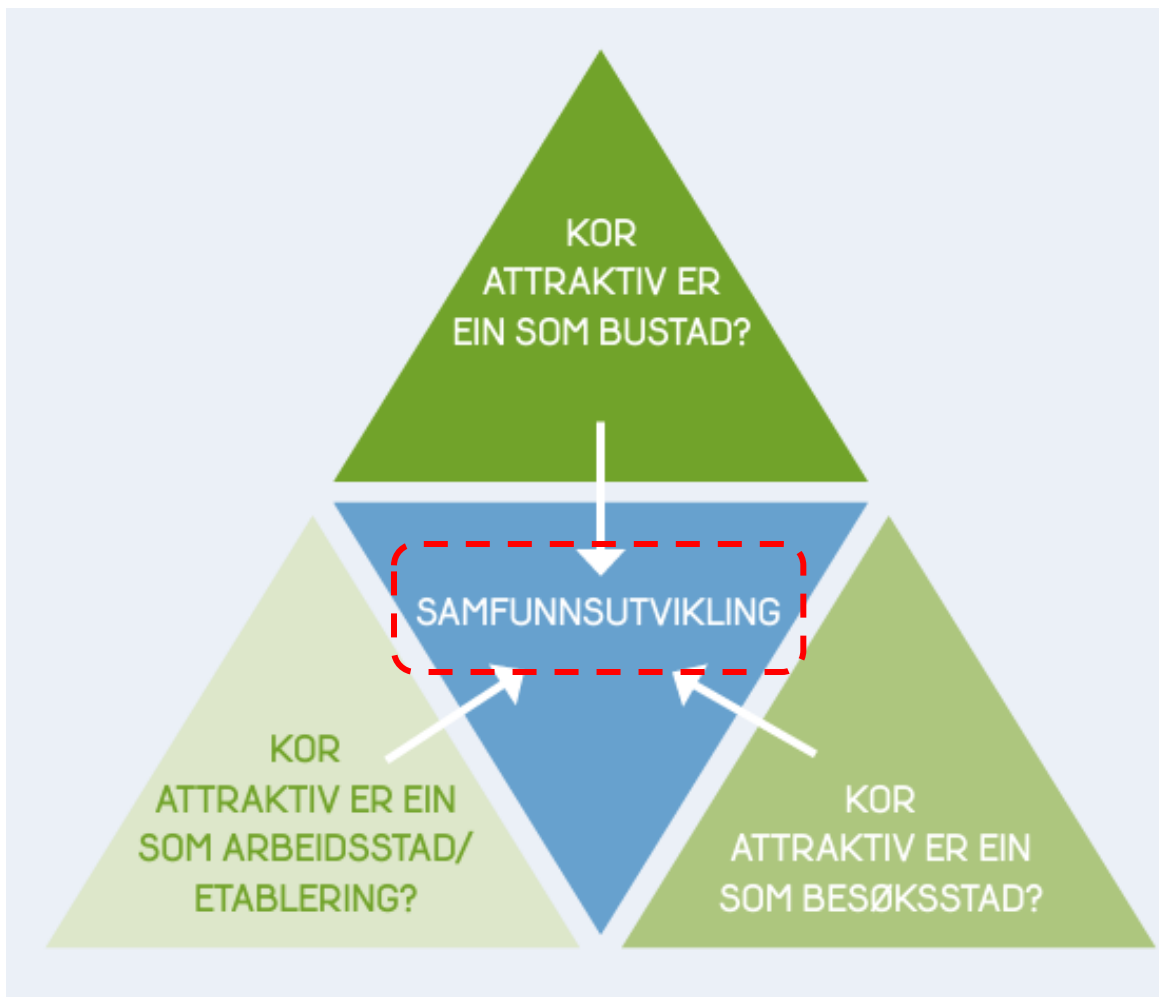 KOR
ATTRAKTIV ER
EIN SOM BUSTAD?
SAMFUNNSUTVIKLING
KOR
ATTRAKTIV ER EIN
SOM ARBEIDSSTAD/
ETABLERING?
KOR
ATTRAKTIV ER EIN
SOM BESØKSSTAD?